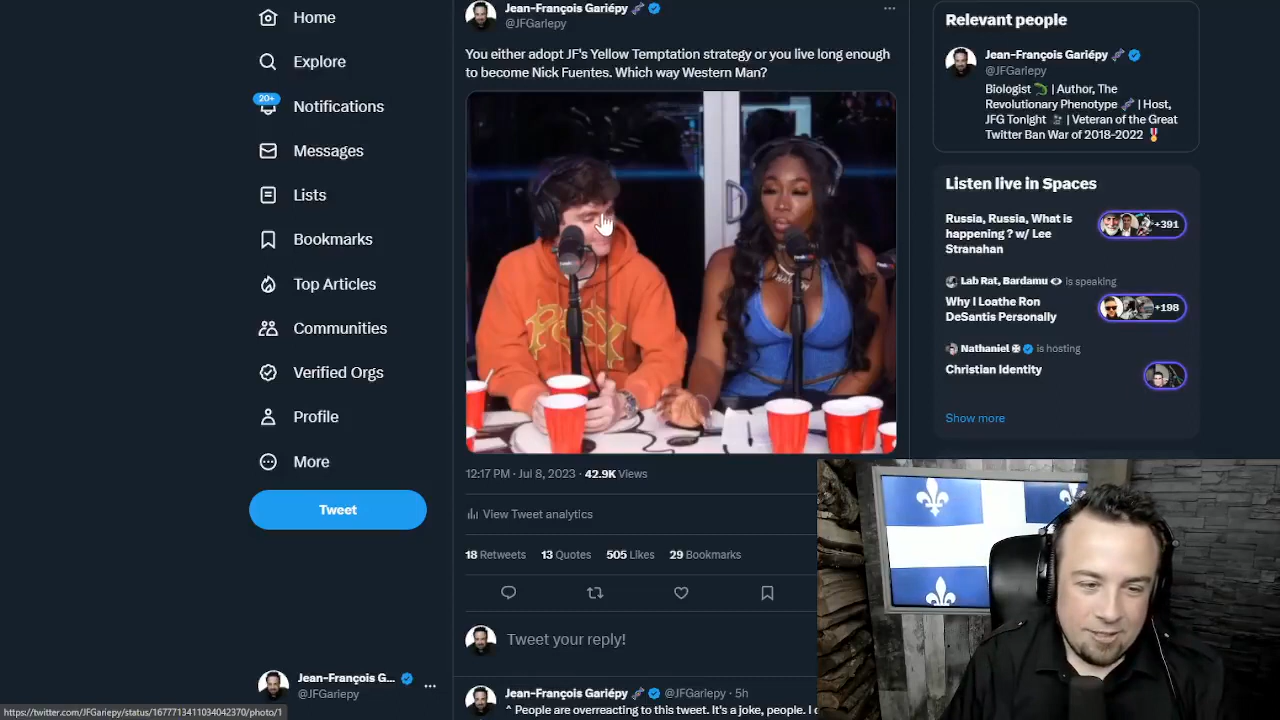 Home
Explore
20+
Notifications
Messages
Lists
Bookmarks
Top Articles
Communities
Verified Orgs
Profile
More
Tweet
Jean-François G...
@JFGariepy
https://twitter.com/JFGariepy/status/1677713411034042370/photo/1
Jean-François Gariépy
@JFGariepy
You either adopt JF's Yellow Temptation strategy or you live long enough
to become Nick Fuentes. Which way Western Man?
12:17 PM · Jul 8, 2023 · 42.9K Views
View Tweet analytics
18 Retweets 13 Quotes 505 Likes 29 Bookmarks
Tweet your reply!
Jean-François Gariépy @JFGariepy · 5h
^ People are overreacting to this tweet. It's a joke, people. I
Relevant people
Jean-François Gariépy
@JFGariepy
Biologist | Author, The
Revolutionary Phenotype | Host,
JFG Tonight | Veteran of the Great
Twitter Ban War of 2018-2022
Listen live in Spaces
Russia, Russia, What is
happening ? w/ Lee
Stranahan
+391
Lab Rat, Bardamu is speaking
Why I Loathe Ron
DeSantis Personally
+198
Nathaniel is hosting
Christian Identity
Show more